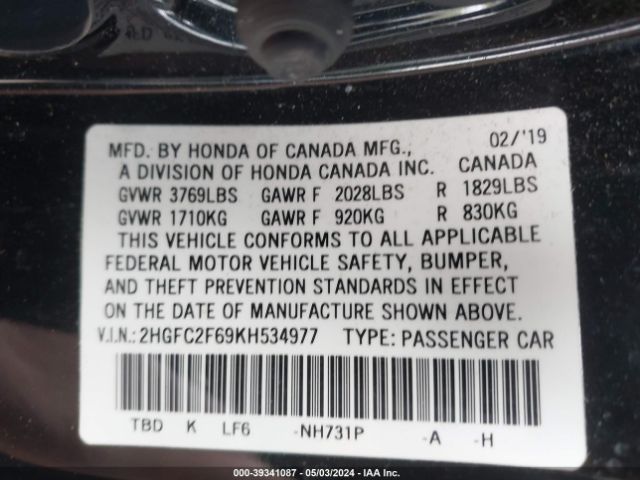 MFD. BY HONDA OF CANADA MFG., 02/'19
A DIVISION OF HONDA CANADA INC. CANADA
GVWR 3769LBS GAWR F 2028LBS R 1829LBS
GVWR 1710KG GAWR F 920KG R 830KG
THIS VEHICLE CONFORMS TO ALL APPLICABLE
FEDERAL MOTOR VEHICLE SAFETY, BUMPER,
AND THEFT PREVENTION STANDARDS IN EFFECT
ON THE DATE OF MANUFACTURE SHOWN ABOVE.
V.I.N.: 2HGFC2F69KH534977 TYPE: PASSENGER CAR
TBD K LF6 -NH731P -A -H
000-39341087 - 05/03/2024 - IAA Inc.